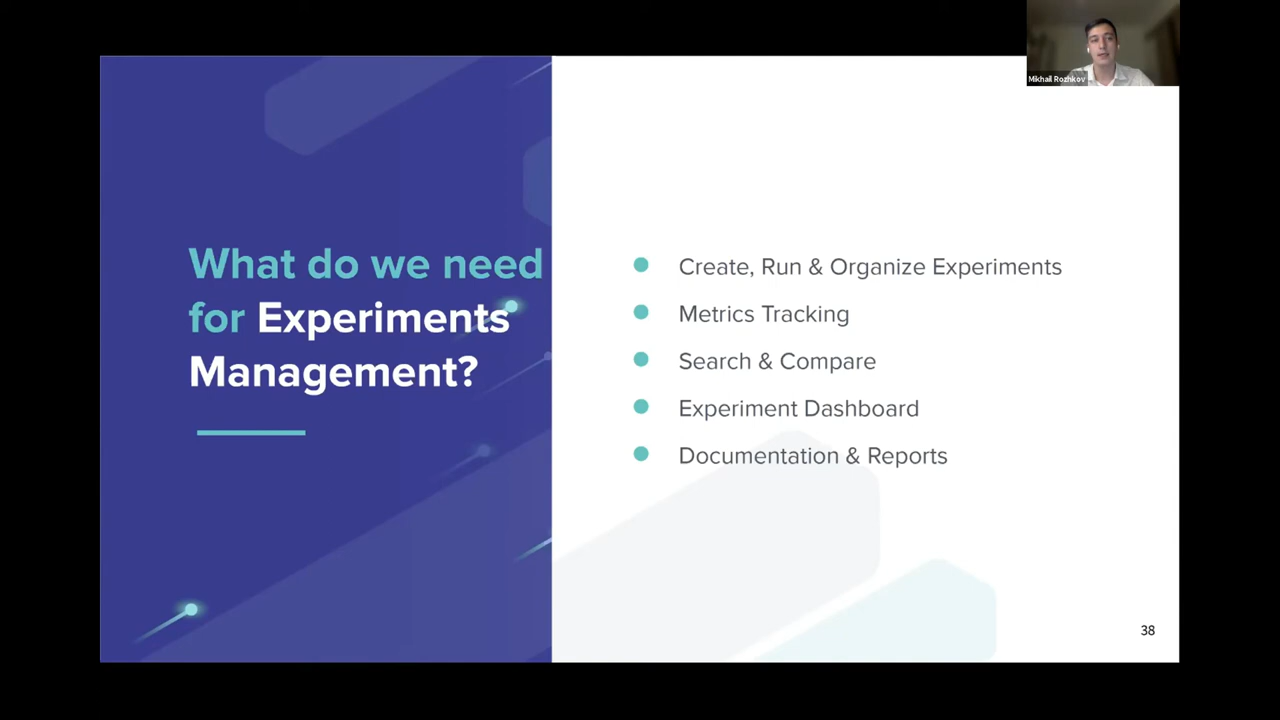 Mikhail Rozhkov
What do we need
for Experiments
Management?
● Create, Run & Organize Experiments
● Metrics Tracking
● Search & Compare
● Experiment Dashboard
● Documentation & Reports
38